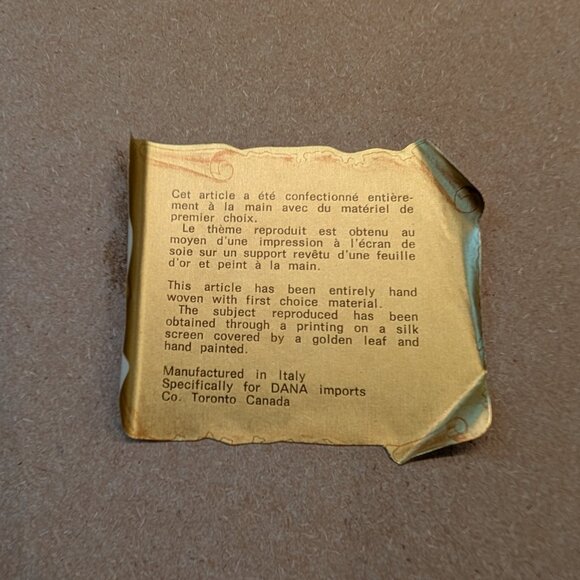 Cet article a été confectionné entière-
ment à la main avec du matériel de
premier choix.
Le thème reproduit est obtenu au
moyen d'une impression à l'écran de
soie sur un support revêtu d'une feuille
d'or et peint à la main.
This article has been entirely hand
woven with first choice material.
The subject reproduced has been
obtained through a printing on a silk
screen covered by a golden leaf and
hand painted.
Manufactured in Italy
Specifically for DANA imports
Co. Toronto Canada